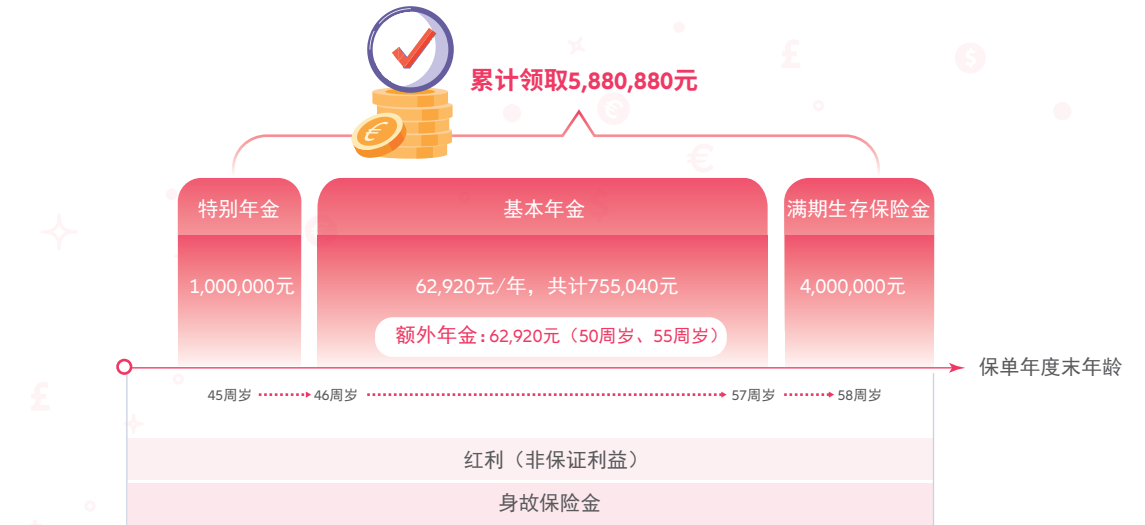 累计领取5,880,880元
特别年金
基本年金
满期生存保险金
1,000,000元
62,920元/年，共计755,040元
4,000,000元
额外年金：62,920元（50周岁、55周岁）
保单年度末年龄
45周岁
46周岁
57周岁
58周岁
红利（非保证利益）
身故保险金